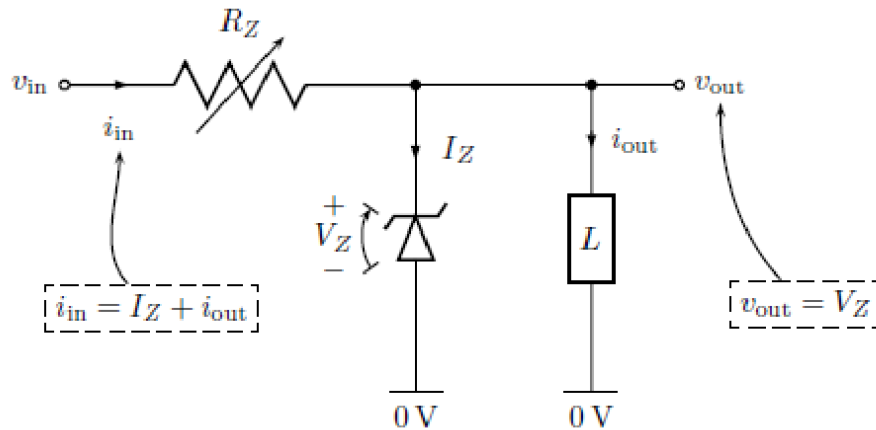 R_Z
v_in
v_out
i_in
I_Z
i_out
+
V_Z
−
L
i_in = I_Z + i_out
v_out = V_Z
0 V
0 V